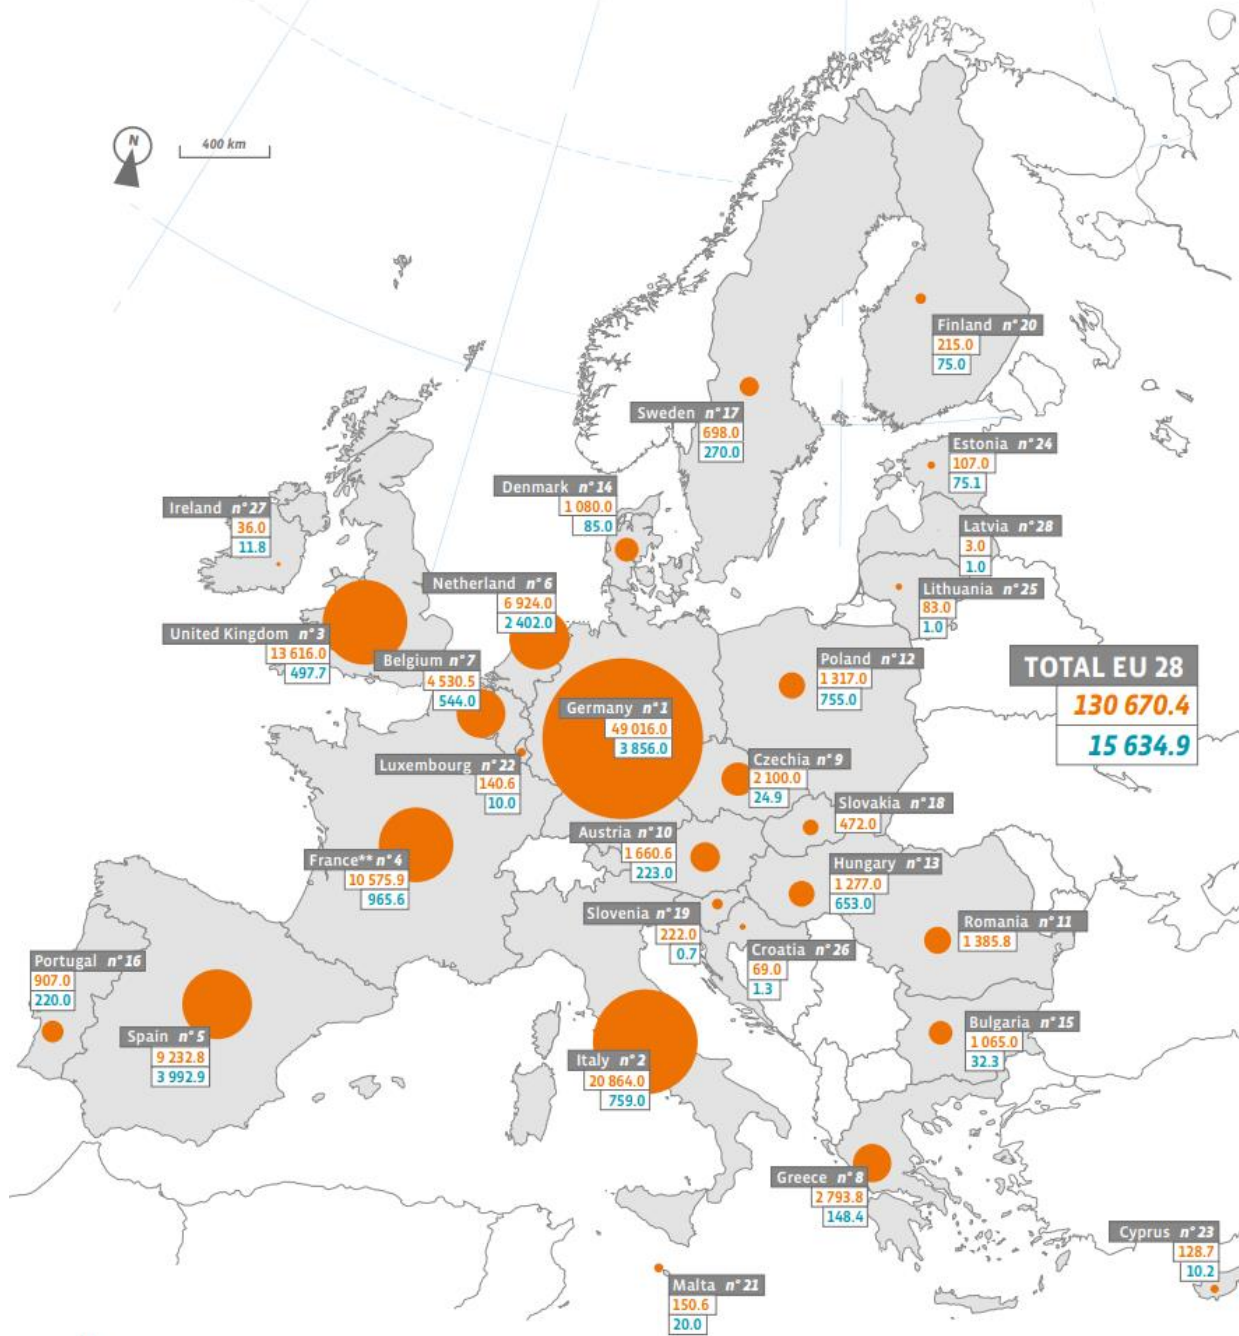 N
400 km
Finland n° 20
215.0
75.0
Sweden n° 17
698.0
270.0
Estonia n° 24
107.0
75.1
Denmark n° 14
1 080.0
85.0
Ireland n° 27
36.0
11.8
Latvia n° 28
3.0
1.0
Netherland n° 6
6 924.0
2 402.0
Lithuania n° 25
83.0
1.0
United Kingdom n° 3
13 616.0
497.7
Belgium n° 7
4 530.5
544.0
Poland n° 12
1 317.0
755.0
TOTAL EU 28
130 670.4
15 634.9
Germany n° 1
49 016.0
3 856.0
Luxembourg n° 22
140.6
10.0
Czechia n° 9
2 100.0
24.9
Slovakia n° 18
472.0
Austria n° 10
1 660.6
223.0
France** n° 4
10 575.9
965.6
Hungary n° 13
1 277.0
653.0
Slovenia n° 19
222.0
0.7
Romania n° 11
1 385.8
Croatia n° 26
69.0
1.3
Portugal n° 16
907.0
220.0
Spain n° 5
9 232.8
3 992.9
Bulgaria n° 15
1 065.0
32.3
Italy n° 2
20 864.0
759.0
Greece n° 8
2 793.8
148.4
Cyprus n° 23
128.7
10.2
Malta n° 21
150.6
20.0